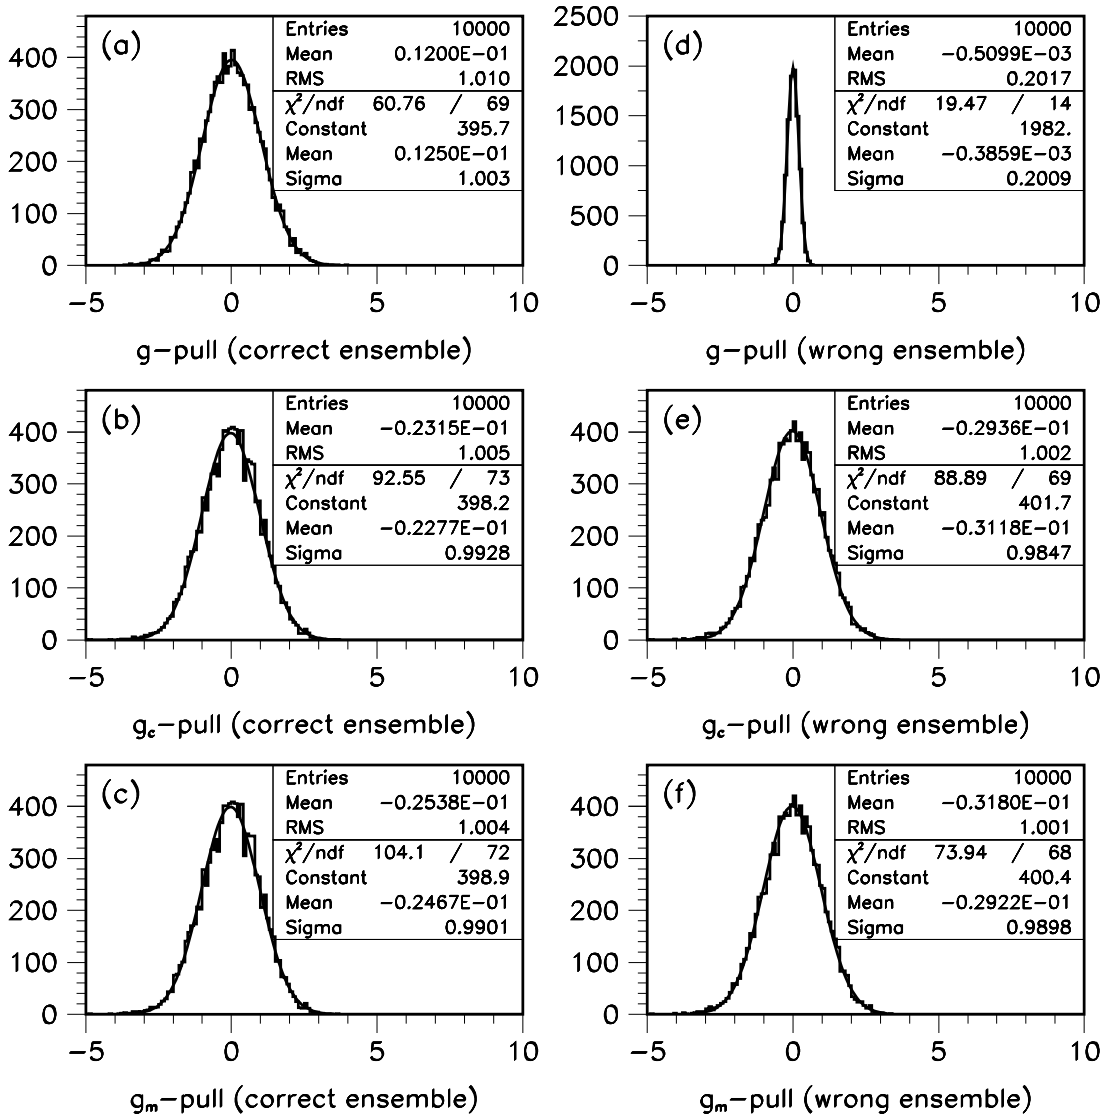 (a)
Entries 10000
Mean 0.1200E−01
RMS 1.010
χ²/ndf 60.76 / 69
Constant 395.7
Mean 0.1250E−01
Sigma 1.003
400
300
200
100
0
−5 0 5 10
g−pull (correct ensemble)
(d)
Entries 10000
Mean −0.5099E−03
RMS 0.2017
χ²/ndf 19.47 / 14
Constant 1982.
Mean −0.3859E−03
Sigma 0.2009
2500
2000
1500
1000
500
0
−5 0 5 10
g−pull (wrong ensemble)
(b)
Entries 10000
Mean −0.2315E−01
RMS 1.005
χ²/ndf 92.55 / 73
Constant 398.2
Mean −0.2277E−01
Sigma 0.9928
400
300
200
100
0
−5 0 5 10
g_c−pull (correct ensemble)
(e)
Entries 10000
Mean −0.2936E−01
RMS 1.002
χ²/ndf 88.89 / 69
Constant 401.7
Mean −0.3118E−01
Sigma 0.9847
400
300
200
100
0
−5 0 5 10
g_c−pull (wrong ensemble)
(c)
Entries 10000
Mean −0.2538E−01
RMS 1.004
χ²/ndf 104.1 / 72
Constant 398.9
Mean −0.2467E−01
Sigma 0.9901
400
300
200
100
0
−5 0 5 10
g_m−pull (correct ensemble)
(f)
Entries 10000
Mean −0.3180E−01
RMS 1.001
χ²/ndf 73.94 / 68
Constant 400.4
Mean −0.2922E−01
Sigma 0.9898
400
300
200
100
0
−5 0 5 10
g_m−pull (wrong ensemble)